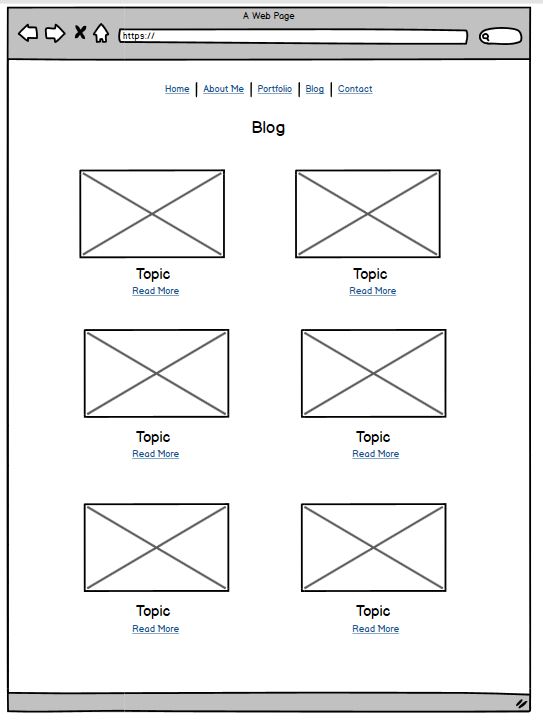 A Web Page
https://
Home | About Me | Portfolio | Blog | Contact
Blog
Topic Topic
Read More Read More
Topic Topic
Read More Read More
Topic Topic
Read More Read More